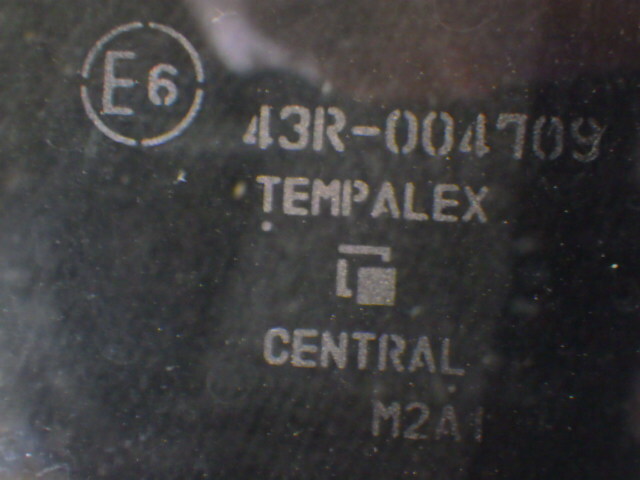 E6
43R-004709
TEMPALEX
CENTRAL
M2A1